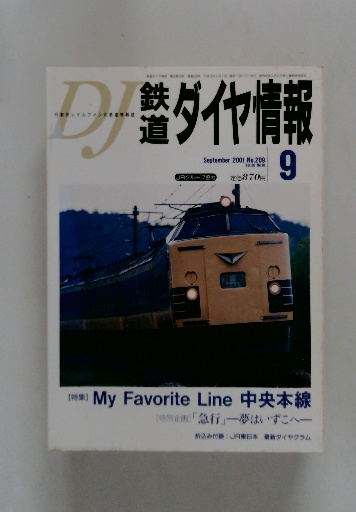 DJ
鉄道ダイヤ情報
September 2001 No.209
9
JRグループ協力
定価870円
[特集] My Favorite Line 中央本線
[特別企画]「急行」―夢はいずこへ―
折込み付録：JR東日本 最新ダイヤグラム